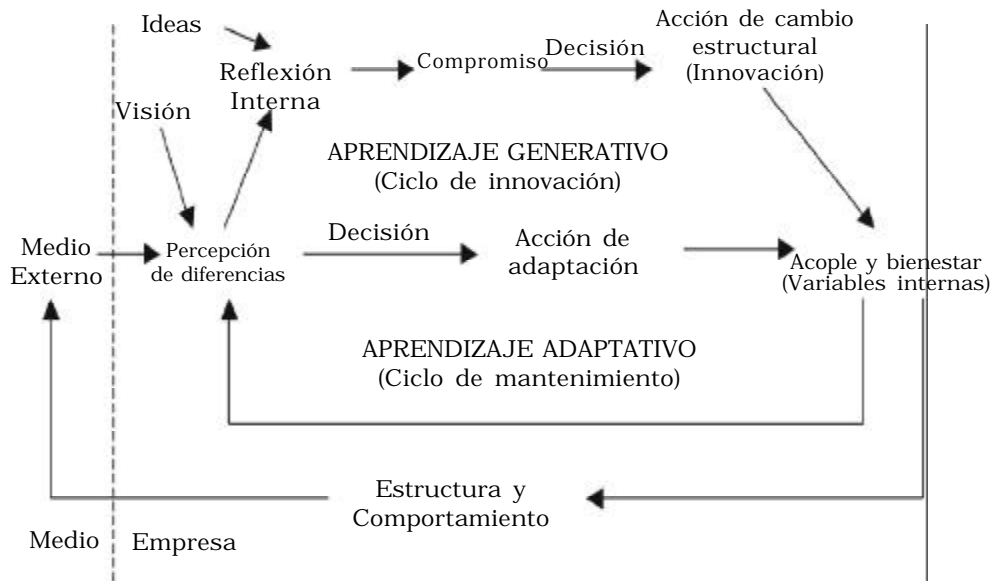 Ideas
Reflexión
Interna
Compromiso
Decisión
Acción de cambio
estructural
(Innovación)
Visión
APRENDIZAJE GENERATIVO
(Ciclo de innovación)
Medio
Externo
Percepción
de diferencias
Decisión
Acción de
adaptación
Acople y bienestar
(Variables internas)
APRENDIZAJE ADAPTATIVO
(Ciclo de mantenimiento)
Estructura y
Comportamiento
Medio
Empresa